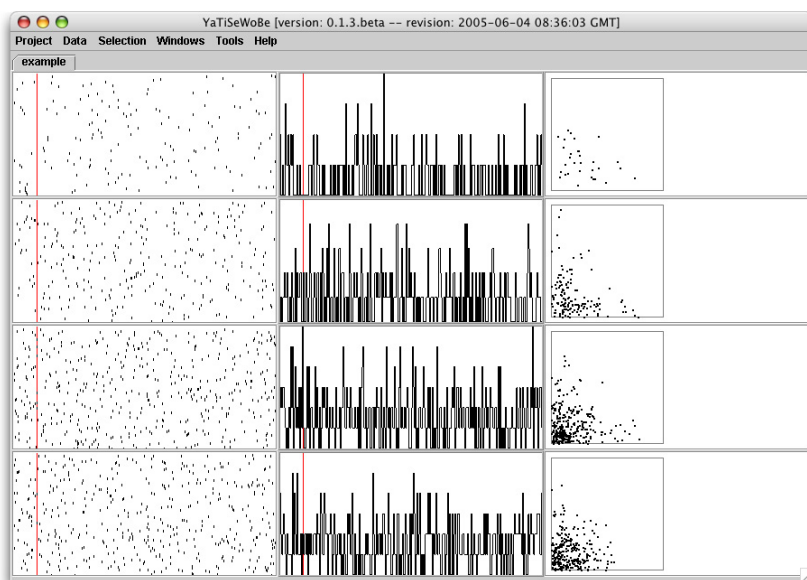 YaTiSeWoBe [version: 0.1.3.beta -- revision: 2005-06-04 08:36:03 GMT]
Project Data Selection Windows Tools Help
example